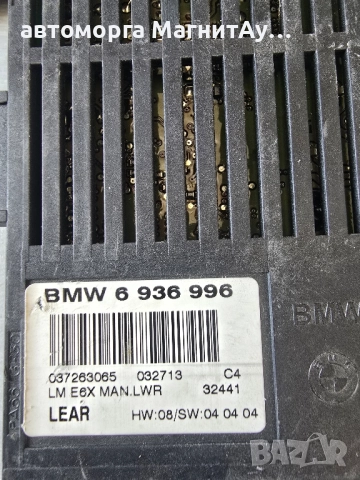 автоморга МагнитАу…
BMW 6 936 996
037263065 032713 C4
LM E6X MAN.LWR 32441
LEAR HW:08/SW:04 04 04
BMW
BAZAR